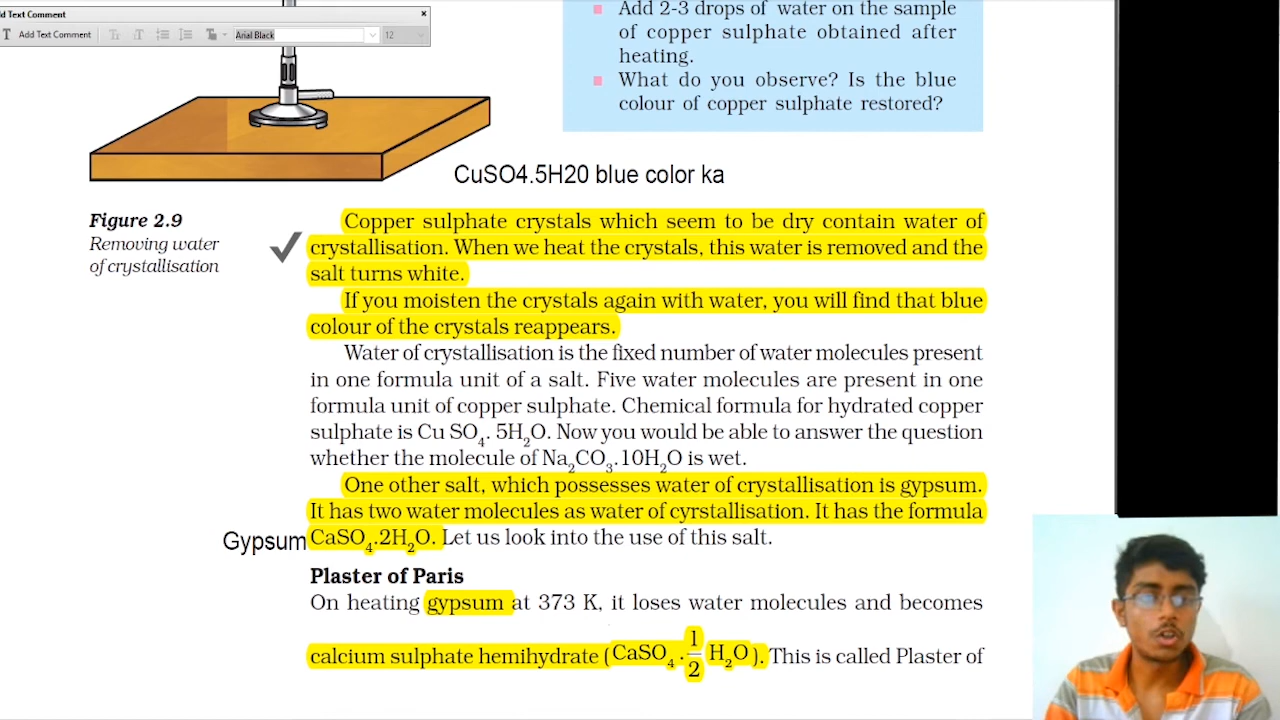 dd Text Comment
×
T Add Text Comment Tr iT T Arial Black 12
Add 2-3 drops of water on the sample
of copper sulphate obtained after
heating.
What do you observe? Is the blue
colour of copper sulphate restored?
CuSO4.5H20 blue color ka
Figure 2.9
Removing water
of crystallisation
Copper sulphate crystals which seem to be dry contain water of
crystallisation. When we heat the crystals, this water is removed and the
salt turns white.
If you moisten the crystals again with water, you will find that blue
colour of the crystals reappears.
Water of crystallisation is the fixed number of water molecules present
in one formula unit of a salt. Five water molecules are present in one
formula unit of copper sulphate. Chemical formula for hydrated copper
sulphate is Cu SO₄. 5H₂O. Now you would be able to answer the question
whether the molecule of Na₂CO₃.10H₂O is wet.
One other salt, which possesses water of crystallisation is gypsum.
It has two water molecules as water of cyrstallisation. It has the formula
Gypsum CaSO₄.2H₂O. Let us look into the use of this salt.
Plaster of Paris
On heating gypsum at 373 K, it loses water molecules and becomes
calcium sulphate hemihydrate (CaSO₄.1/2 H₂O). This is called Plaster of